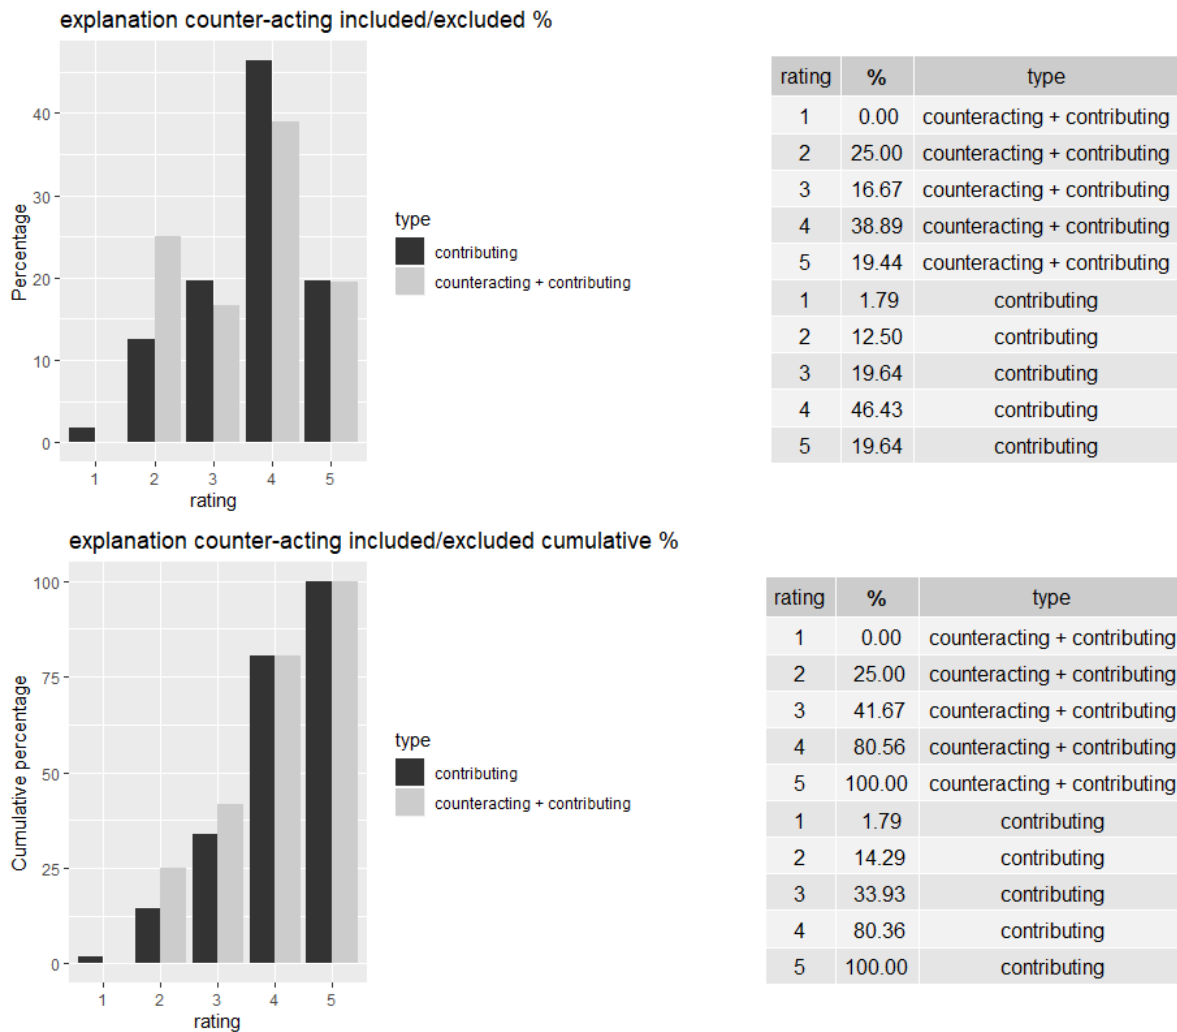 explanation counter-acting included/excluded %
Percentage
40
30
20
10
0
1 2 3 4 5
rating
type
contributing
counteracting + contributing
rating % type
1 0.00 counteracting + contributing
2 25.00 counteracting + contributing
3 16.67 counteracting + contributing
4 38.89 counteracting + contributing
5 19.44 counteracting + contributing
1 1.79 contributing
2 12.50 contributing
3 19.64 contributing
4 46.43 contributing
5 19.64 contributing
explanation counter-acting included/excluded cumulative %
Cumulative percentage
100
75
50
25
0
1 2 3 4 5
rating
type
contributing
counteracting + contributing
rating % type
1 0.00 counteracting + contributing
2 25.00 counteracting + contributing
3 41.67 counteracting + contributing
4 80.56 counteracting + contributing
5 100.00 counteracting + contributing
1 1.79 contributing
2 14.29 contributing
3 33.93 contributing
4 80.36 contributing
5 100.00 contributing